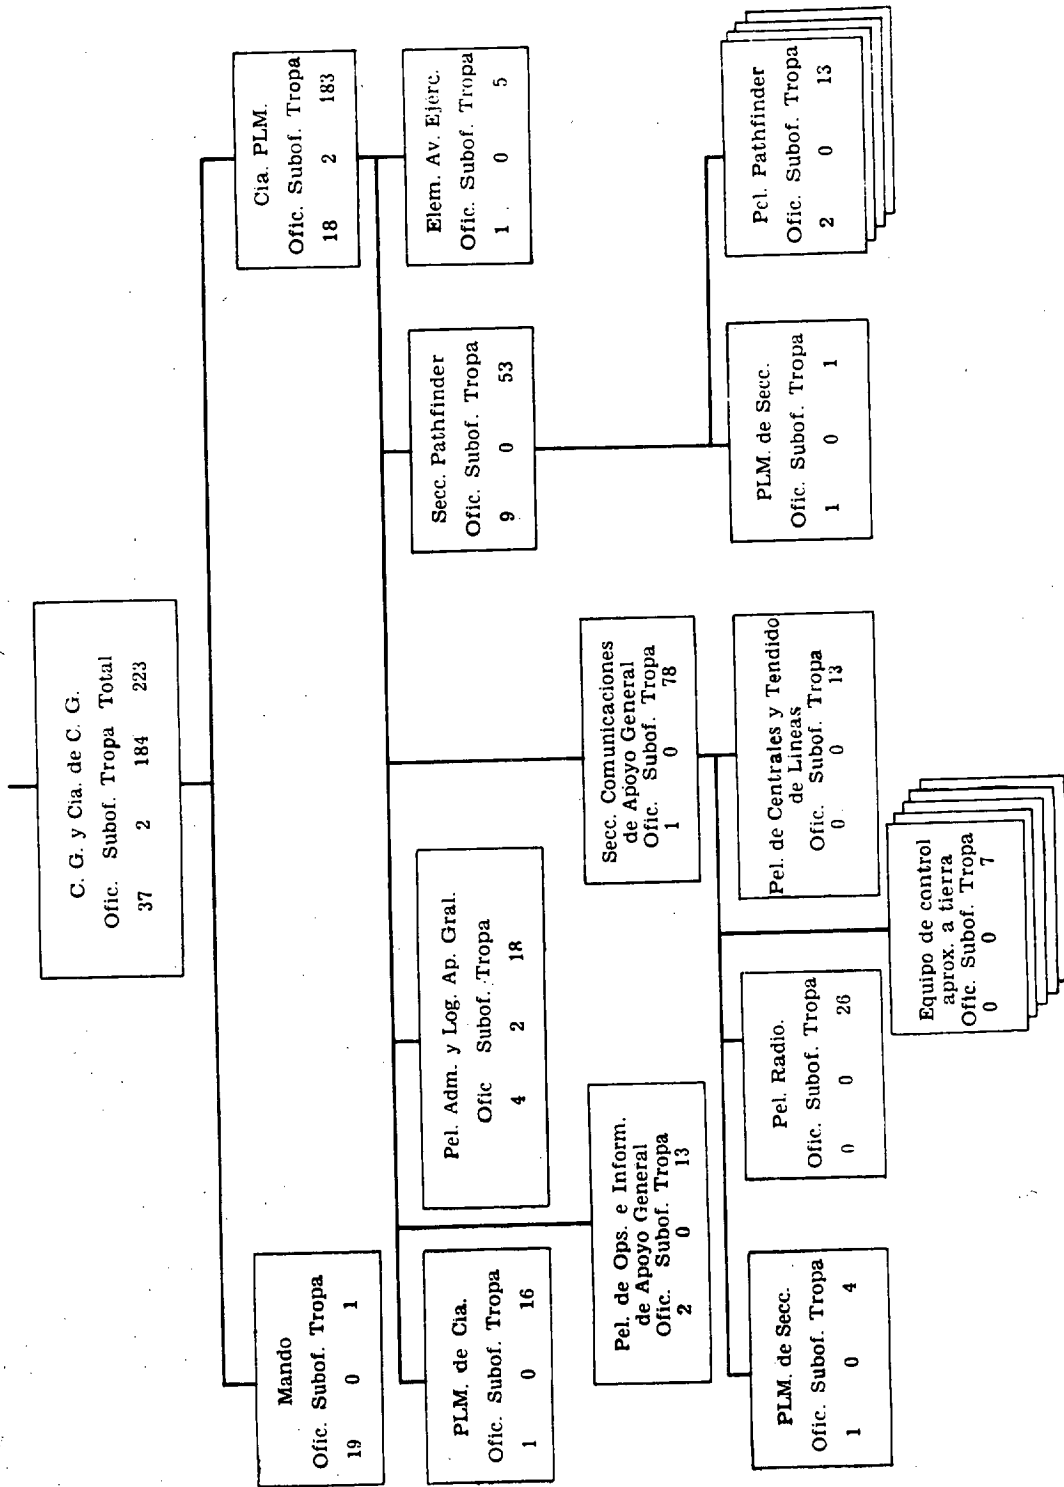 C. G. y Cia. de C. G.
Ofic. Subof. Tropa Total
37 2 184 223
Mando
Ofic. Subof. Tropa
19 0 1
Cia. PLM.
Ofic. Subof. Tropa
18 2 183
PLM. de Cia.
Ofic. Subof. Tropa
1 0 16
Pel. Adm. y Log. Ap. Gral.
Ofic Subof. Tropa
4 2 18
Secc. Pathfinder
Ofic. Subof. Tropa
9 0 53
Elem. Av. Ejerc.
Ofic. Subof. Tropa
1 0 5
Pel. de Ops. e Inform.
de Apoyo General
Ofic. Subof. Tropa
2 0 13
Secc. Comunicaciones
de Apoyo General
Ofic. Subof. Tropa
1 0 78
PLM. de Secc.
Ofic. Subof. Tropa
1 0 4
Pel. Radio.
Ofic. Subof. Tropa
0 0 26
Pel. de Centrales y Tendido
de Lineas
Ofic. Subof. Tropa
0 0 13
PLM. de Secc.
Ofic. Subof. Tropa
1 0 1
Pel. Pathfinder
Ofic. Subof. Tropa
2 0 13
Equipo de control
aprox. a tierra
Ofic. Subof. Tropa
0 0 7